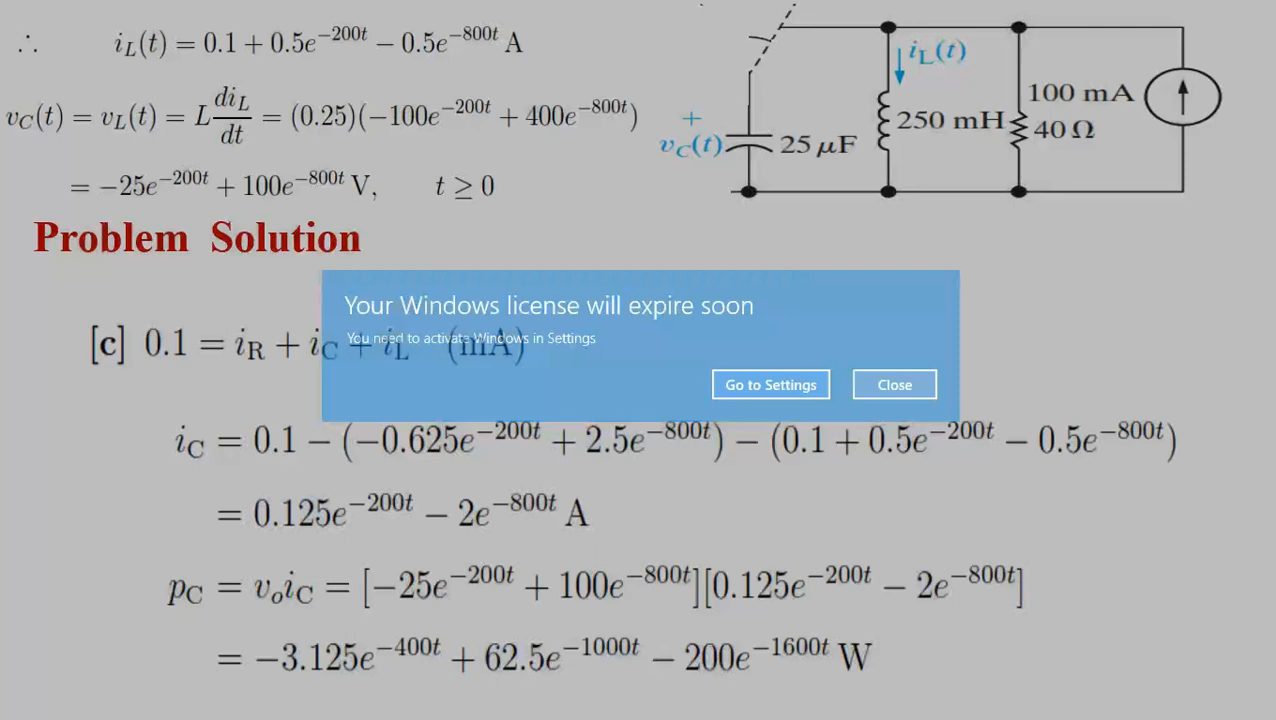 ∴ i_L(t) = 0.1 + 0.5e^{−200t} − 0.5e^{−800t} A
v_C(t) = v_L(t) = L di_L/dt = (0.25)(−100e^{−200t} + 400e^{−800t})
= −25e^{−200t} + 100e^{−800t} V, t ≥ 0
i_L(t)
100 mA
+
v_C(t)
25 μF
250 mH
40 Ω
Problem Solution
Your Windows license will expire soon
You need to activate Windows in Settings
[c] 0.1 = i_R + i_C + i_L (mA)
Go to Settings
Close
i_C = 0.1 − (−0.625e^{−200t} + 2.5e^{−800t}) − (0.1 + 0.5e^{−200t} − 0.5e^{−800t})
= 0.125e^{−200t} − 2e^{−800t} A
p_C = v_o i_C = [−25e^{−200t} + 100e^{−800t}][0.125e^{−200t} − 2e^{−800t}]
= −3.125e^{−400t} + 62.5e^{−1000t} − 200e^{−1600t} W